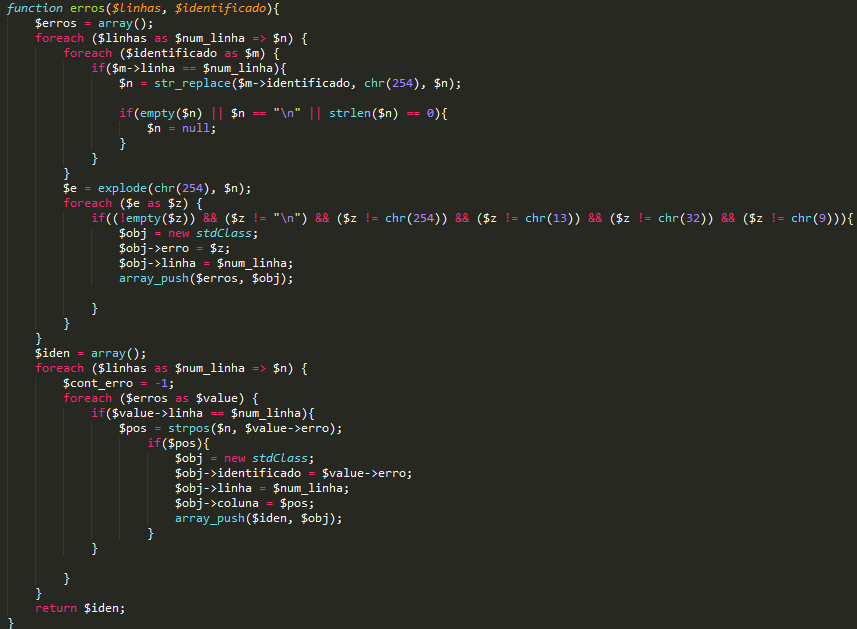 function erros($linhas, $identificado){
    $erros = array();
    foreach ($linhas as $num_linha => $n) {
        foreach ($identificado as $m) {
            if($m->linha == $num_linha){
                $n = str_replace($m->identificado, chr(254), $n);
                if(empty($n) || $n == "\n" || strlen($n) == 0){
                    $n = null;
                }
            }
        }
        $e = explode(chr(254), $n);
        foreach ($e as $z) {
            if((!empty($z)) && ($z != "\n") && ($z != chr(254)) && ($z != chr(13)) && ($z != chr(32)) && ($z != chr(9))){
                $obj = new stdClass;
                $obj->erro = $z;
                $obj->linha = $num_linha;
                array_push($erros, $obj);
            }
        }
    }
    $iden = array();
    foreach ($linhas as $num_linha => $n) {
        $cont_erro = -1;
        foreach ($erros as $value) {
            if($value->linha == $num_linha){
                $pos = strpos($n, $value->erro);
                    if($pos){
                        $obj = new stdClass;
                        $obj->identificado = $value->erro;
                        $obj->linha = $num_linha;
                        $obj->coluna = $pos;
                        array_push($iden, $obj);
                    }
            }
        }
    }
    return $iden;
}